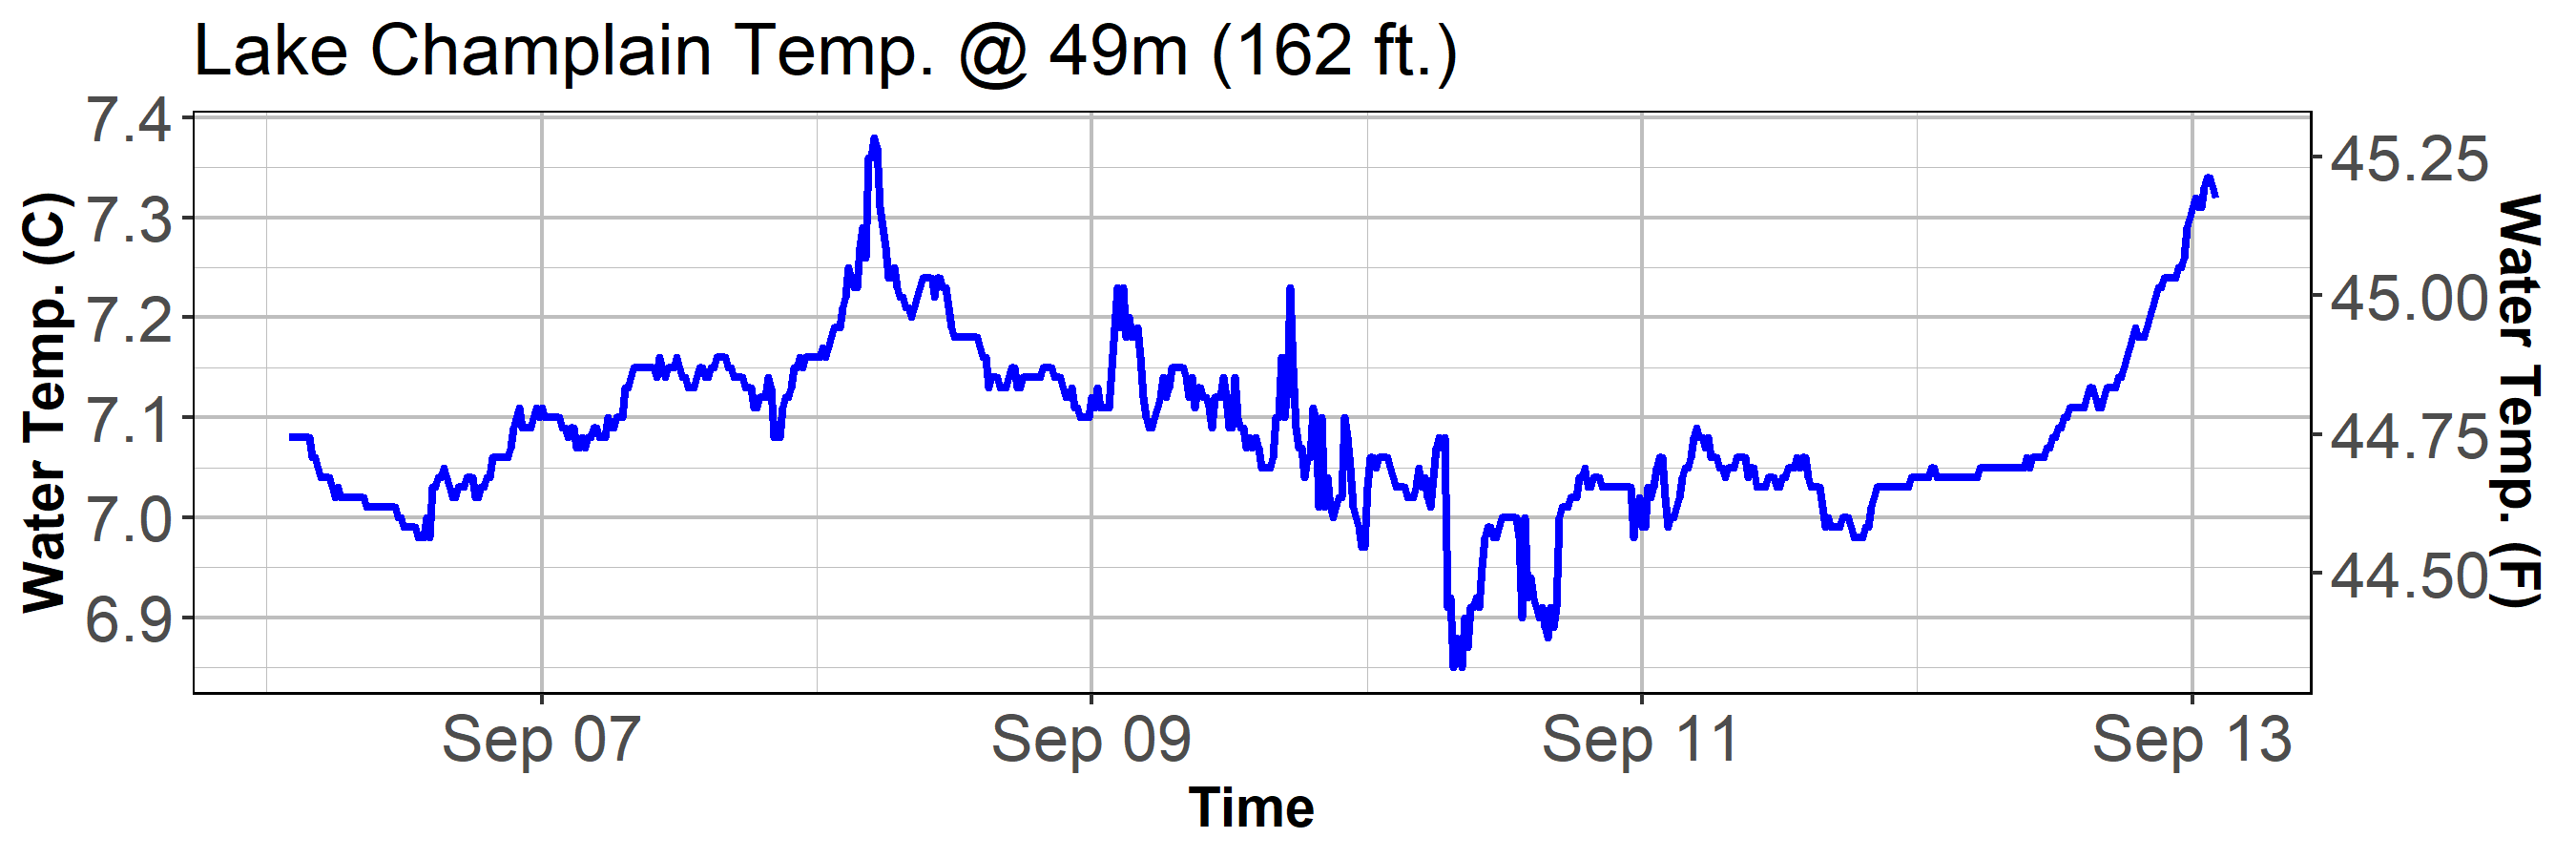 Lake Champlain Temp. @ 49m (162 ft.)
Water Temp. (C)
7.4
7.3
7.2
7.1
7.0
6.9
45.25
45.00
44.75
44.50
Water Temp. (F)
Sep 07 Sep 09 Sep 11 Sep 13
Time